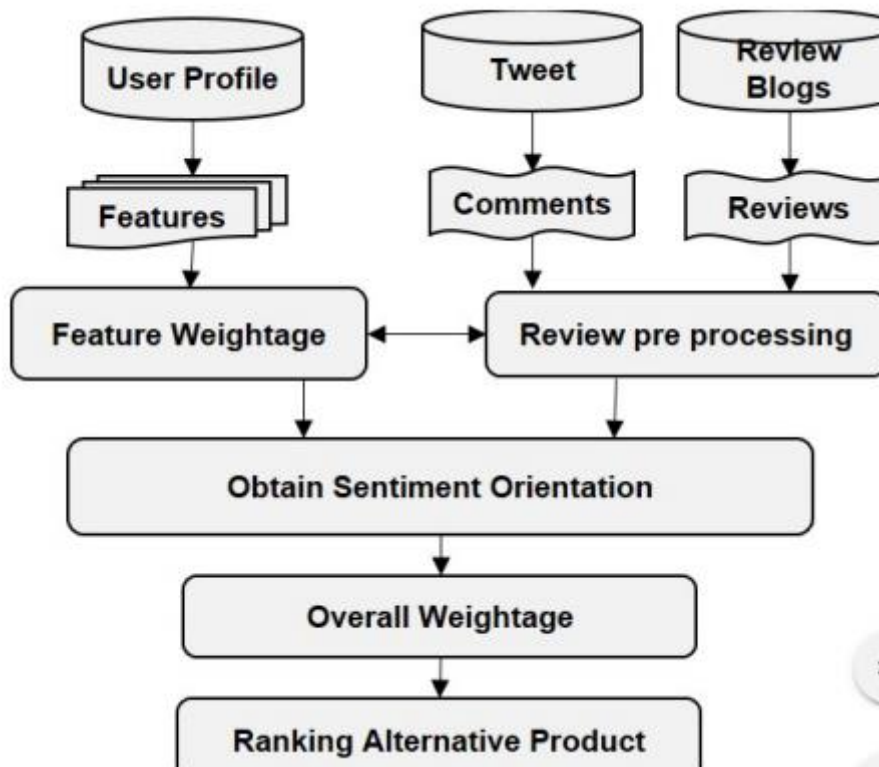 User Profile
Tweet
Review
Blogs
Features
Comments
Reviews
Feature Weightage
Review pre processing
Obtain Sentiment Orientation
Overall Weightage
Ranking Alternative Product